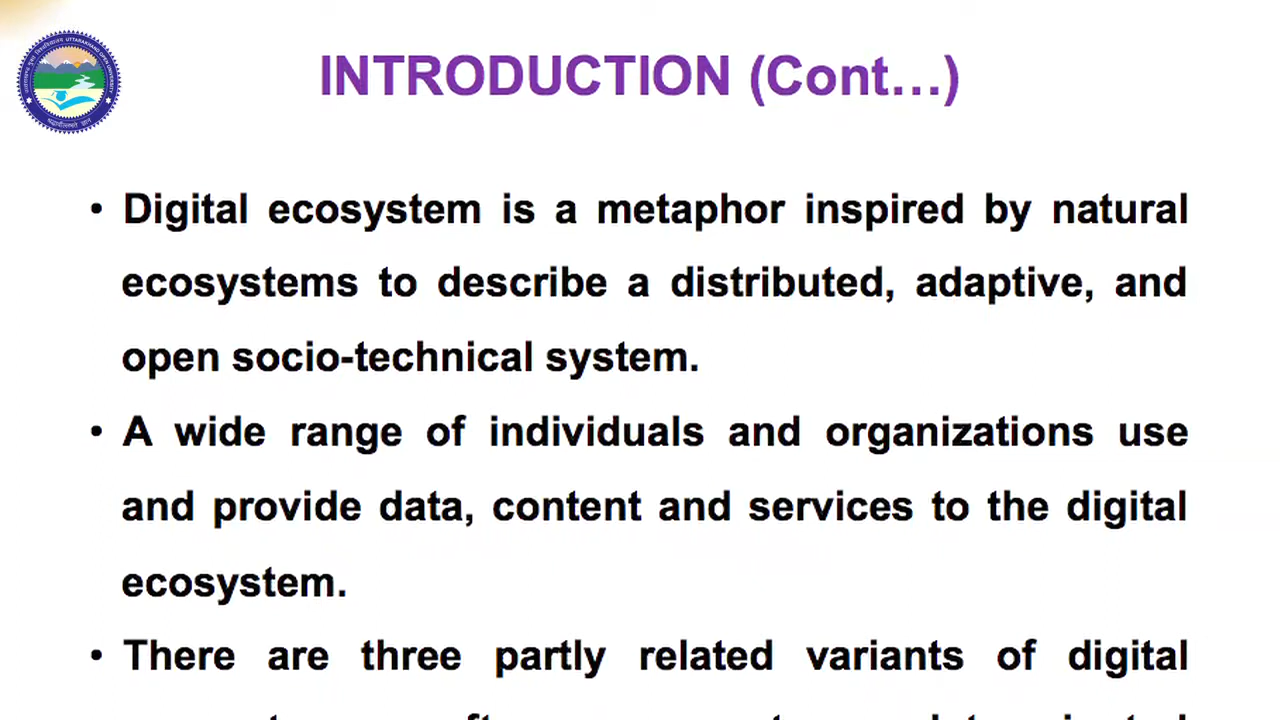 UTTARAKHAND OPEN
INTRODUCTION (Cont...)
• Digital ecosystem is a metaphor inspired by natural
ecosystems to describe a distributed, adaptive, and
open socio-technical system.
• A wide range of individuals and organizations use
and provide data, content and services to the digital
ecosystem.
• There are three partly related variants of digital